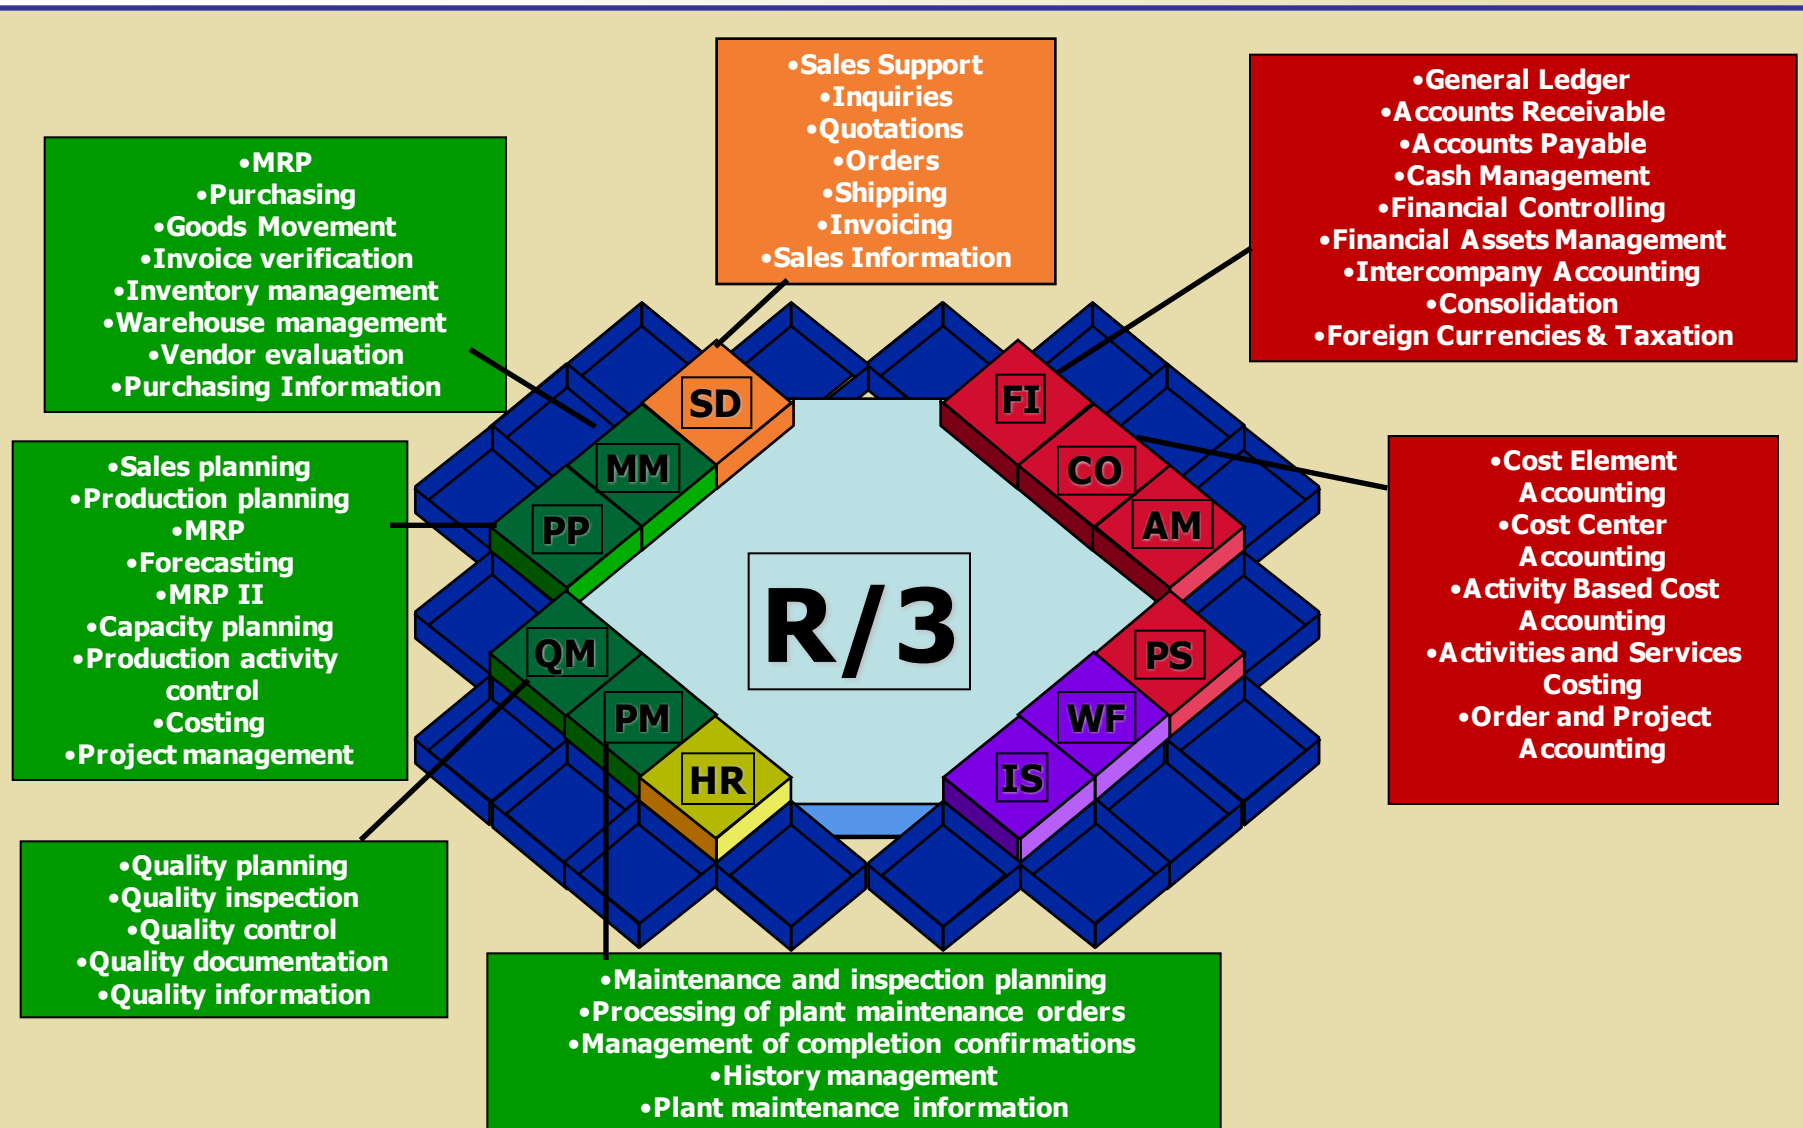 •Sales Support
•Inquiries
•Quotations
•Orders
•Shipping
•Invoicing
•Sales Information
•General Ledger
•Accounts Receivable
•Accounts Payable
•Cash Management
•Financial Controlling
•Financial Assets Management
•Intercompany Accounting
•Consolidation
•Foreign Currencies & Taxation
•MRP
•Purchasing
•Goods Movement
•Invoice verification
•Inventory management
•Warehouse management
•Vendor evaluation
•Purchasing Information
SD
FI
MM
CO
PP
AM
•Sales planning
•Production planning
•MRP
•Forecasting
•MRP II
•Capacity planning
•Production activity
control
•Costing
•Project management
•Cost Element
Accounting
•Cost Center
Accounting
•Activity Based Cost
Accounting
•Activities and Services
Costing
•Order and Project
Accounting
R/3
QM
PS
PM
WF
HR
IS
•Quality planning
•Quality inspection
•Quality control
•Quality documentation
•Quality information
•Maintenance and inspection planning
•Processing of plant maintenance orders
•Management of completion confirmations
•History management
•Plant maintenance information